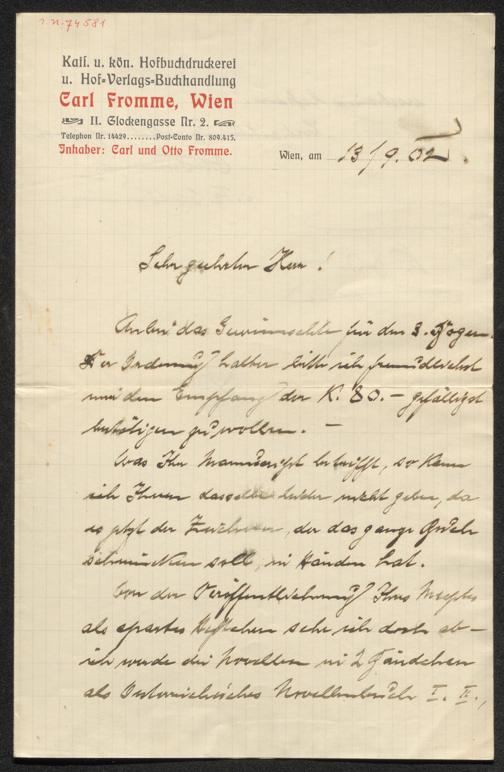 I. N. 74581
Kais. u. kön. Hofbuchdruckerei
u. Hof-Verlags-Buchhandlung
Carl Fromme, Wien
II. Glockengasse Nr. 2.
Telephon Nr. 14429........Post-Conto Nr. 809.415.
Inhaber: Carl und Otto Fromme.
Wien, am 13/9. 02.
Sehr geehrter Herr!
Anbei das für den 3. Bogen.
Der Ordnung halber bitte ich freundlichst
mir den Empfang der K. 80.- gefälligst
bestätigen zu wollen. -
Was Ihr Manuscript betrifft, so kann
ich Ihnen dasselbe leider nicht geben, da
es jetzt der Zeichner, der das ganze Buch
schmücken soll, in Händen hat.
Von der Veröffentlichung Ihres Mscptes
als apartes Heftchen sehe ich doch ab -
ich werde die Novellen in 2 Bändchen
als Österreichisches Novellenbuch I. II.,